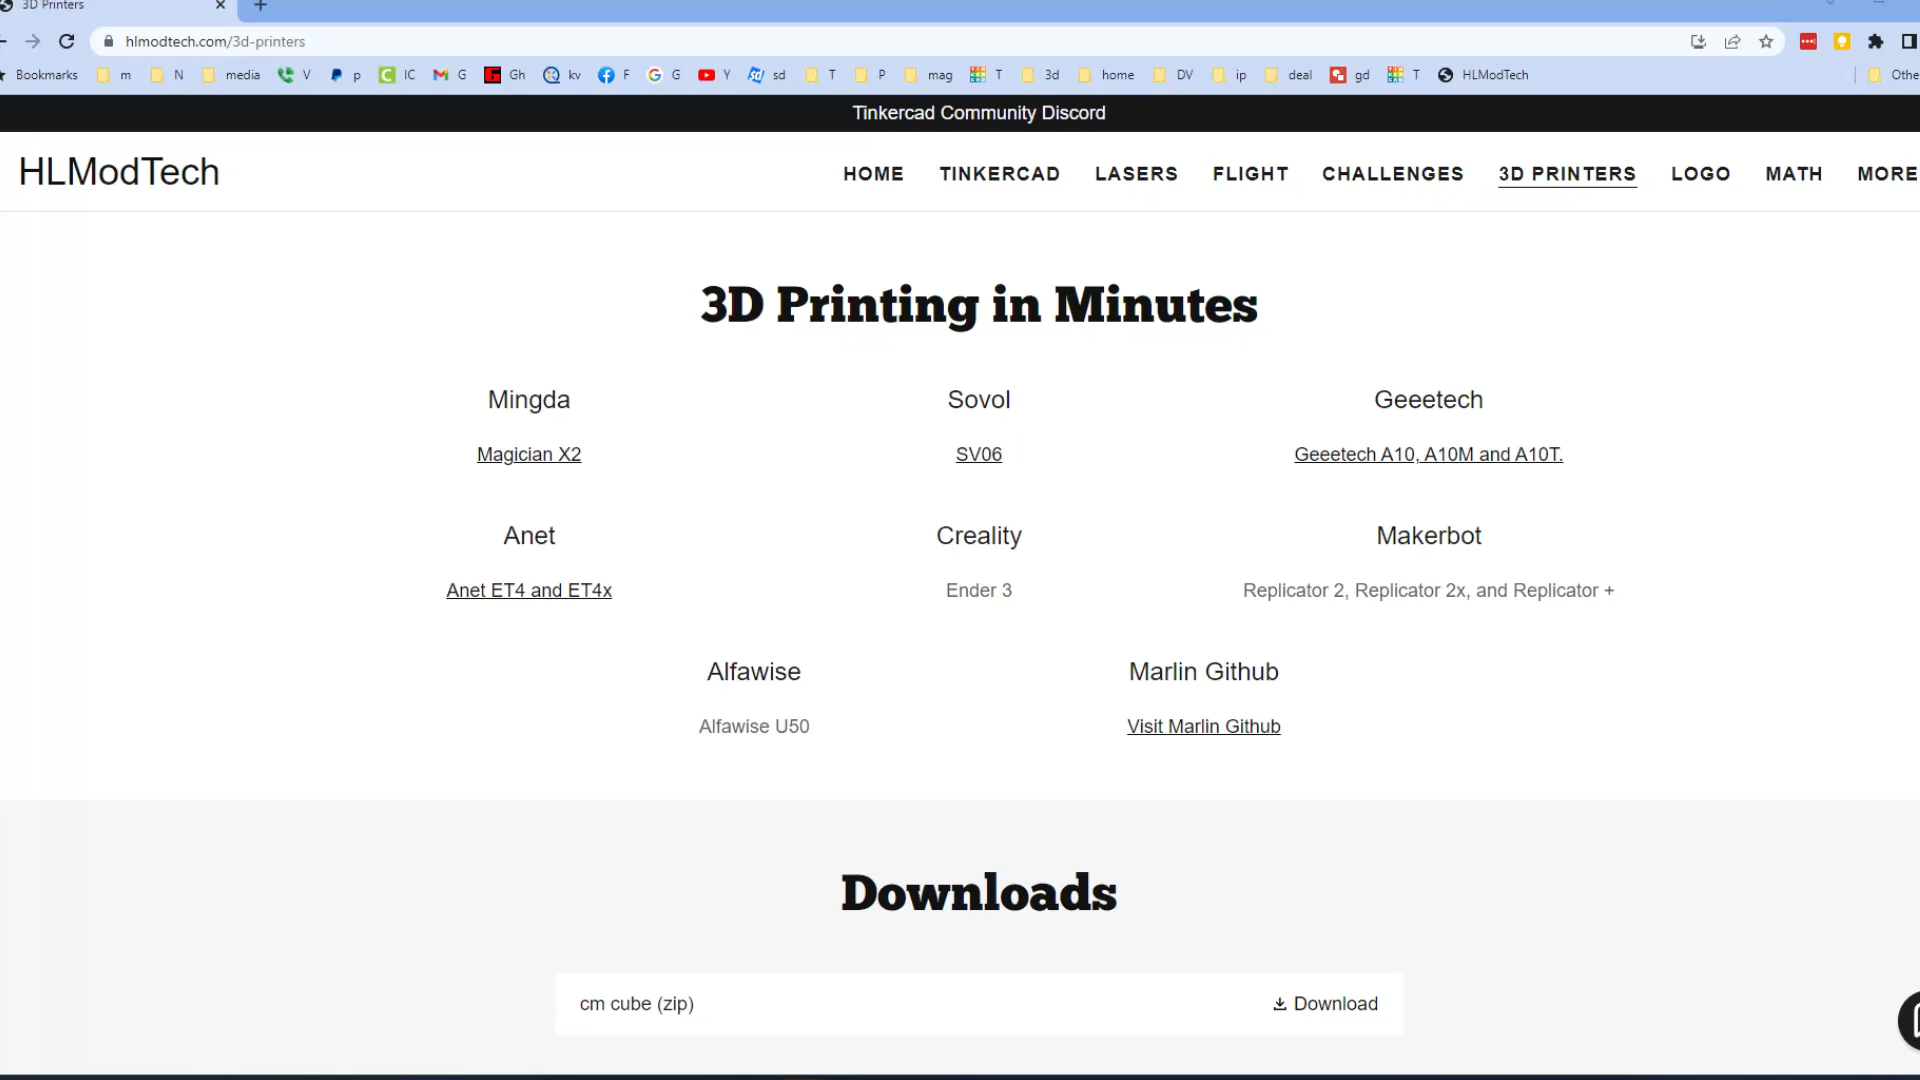 3D Printers
hlmodtech.com/3d-printers
Bookmarks m N media V p IC G Gh kv F G Y sd T P mag T 3d home DV ip deal gd T HLModTech Othe
Tinkercad Community Discord
HLModTech HOME TINKERCAD LASERS FLIGHT CHALLENGES 3D PRINTERS LOGO MATH MORE
3D Printing in Minutes
Mingda Sovol Geeetech
Magician X2 SV06 Geeetech A10, A10M and A10T.
Anet Creality Makerbot
Anet ET4 and ET4x Ender 3 Replicator 2, Replicator 2x, and Replicator +
Alfawise Marlin Github
Alfawise U50 Visit Marlin Github
Downloads
cm cube (zip) Download